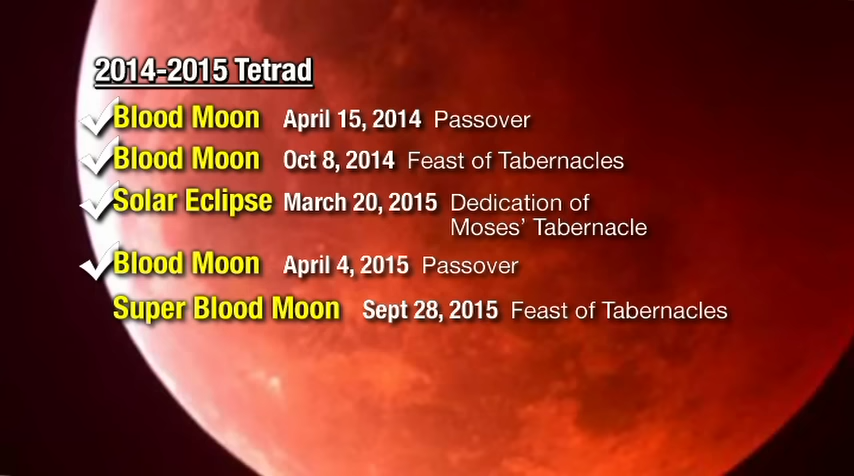 2014-2015 Tetrad
Blood Moon April 15, 2014 Passover
Blood Moon Oct 8, 2014 Feast of Tabernacles
Solar Eclipse March 20, 2015 Dedication of
Moses' Tabernacle
Blood Moon April 4, 2015 Passover
Super Blood Moon Sept 28, 2015 Feast of Tabernacles